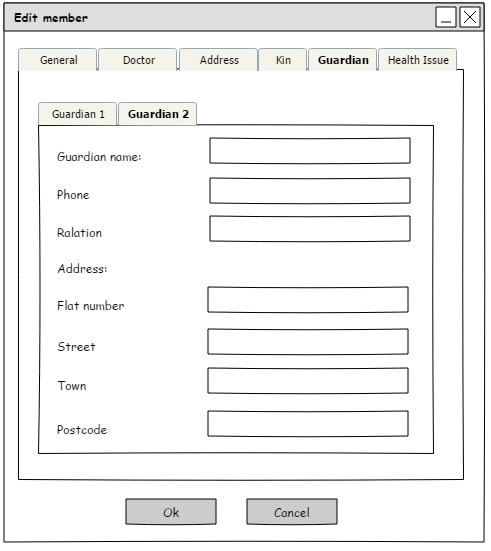 Edit member
General Doctor Address Kin Guardian Health Issue
Guardian 1 Guardian 2
Guardian name:
Phone
Ralation
Address:
Flat number
Street
Town
Postcode
Ok Cancel